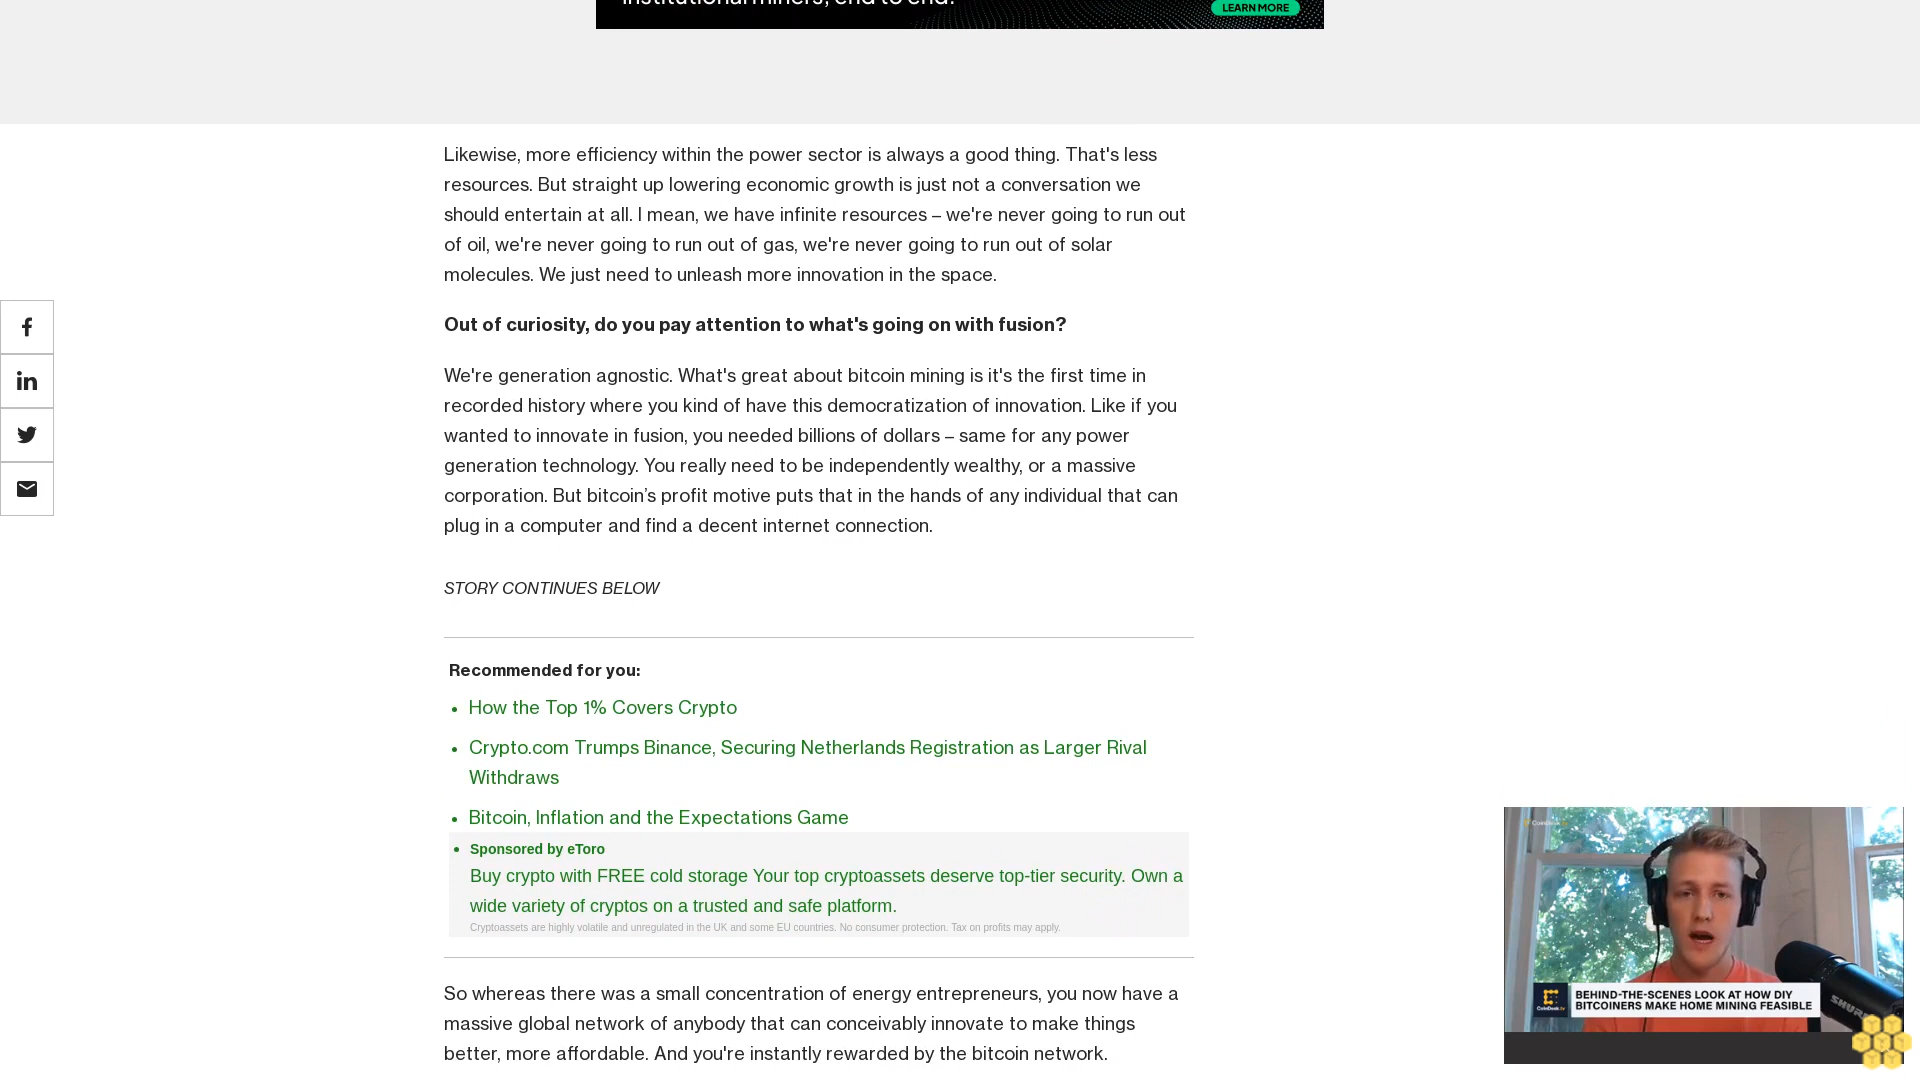 LEARN MORE
Likewise, more efficiency within the power sector is always a good thing. That's less
resources. But straight up lowering economic growth is just not a conversation we
should entertain at all. I mean, we have infinite resources – we're never going to run out
of oil, we're never going to run out of gas, we're never going to run out of solar
molecules. We just need to unleash more innovation in the space.
Out of curiosity, do you pay attention to what's going on with fusion?
We're generation agnostic. What's great about bitcoin mining is it's the first time in
recorded history where you kind of have this democratization of innovation. Like if you
wanted to innovate in fusion, you needed billions of dollars – same for any power
generation technology. You really need to be independently wealthy, or a massive
corporation. But bitcoin’s profit motive puts that in the hands of any individual that can
plug in a computer and find a decent internet connection.
STORY CONTINUES BELOW
Recommended for you:
• How the Top 1% Covers Crypto
• Crypto.com Trumps Binance, Securing Netherlands Registration as Larger Rival
Withdraws
• Bitcoin, Inflation and the Expectations Game
• Sponsored by eToro
Buy crypto with FREE cold storage Your top cryptoassets deserve top-tier security. Own a
wide variety of cryptos on a trusted and safe platform.
Cryptoassets are highly volatile and unregulated in the UK and some EU countries. No consumer protection. Tax on profits may apply.
CoinDesk
SHURE
CoinDesk.tv
BEHIND-THE-SCENES LOOK AT HOW DIY
BITCOINERS MAKE HOME MINING FEASIBLE
So whereas there was a small concentration of energy entrepreneurs, you now have a
massive global network of anybody that can conceivably innovate to make things
better, more affordable. And you're instantly rewarded by the bitcoin network.